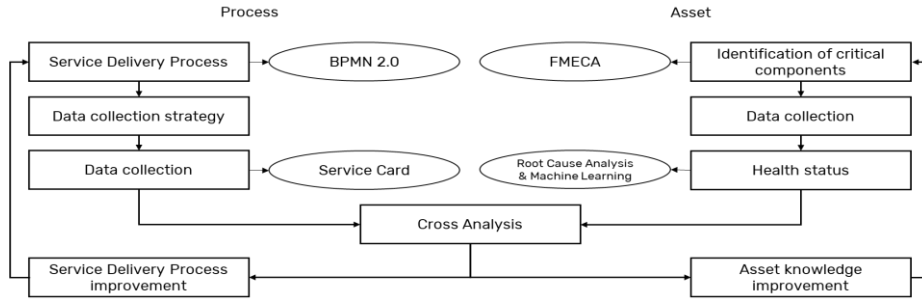 Process
Asset
Service Delivery Process
BPMN 2.0
FMECA
Identification of critical
components
Data collection strategy
Data collection
Data collection
Service Card
Root Cause Analysis
& Machine Learning
Health status
Cross Analysis
Service Delivery Process
improvement
Asset knowledge
improvement